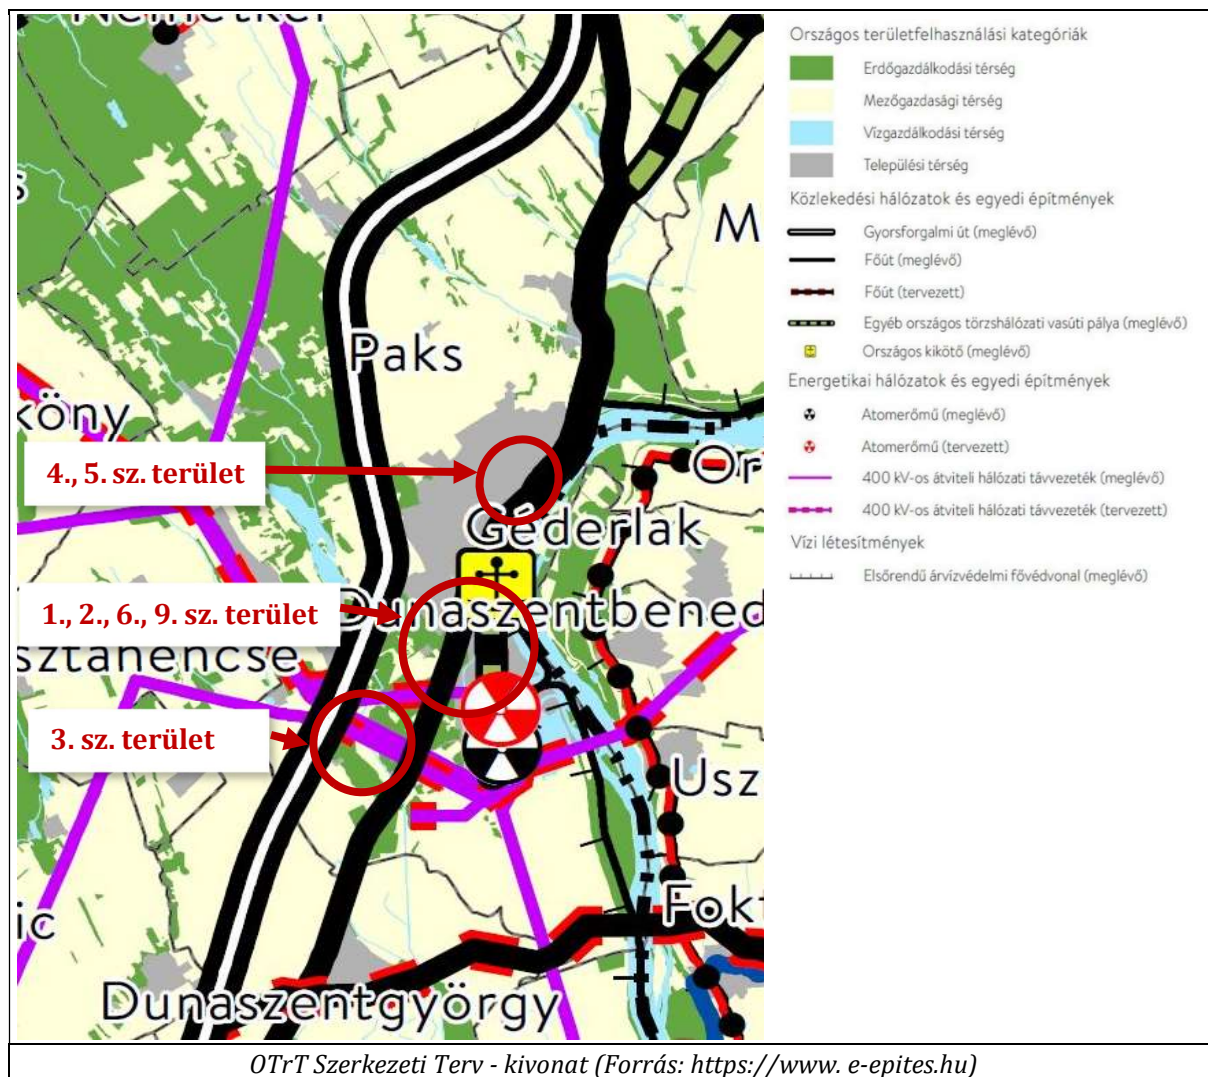 Németkér
M
Paks
köny
4., 5. sz. terület
Or
Géderlak
1., 2., 6., 9. sz. terület
Dunaszentbened
sztahencse
3. sz. terület
Usz
Fokt
ic
Dunaszentgyörgy
Országos területfelhasználási kategóriák
Erdőgazdálkodási térség
Mezőgazdasági térség
Vízgazdálkodási térség
Települési térség
Közlekedési hálózatok és egyedi építmények
Gyorsforgalmi út (meglévő)
Főút (meglévő)
Főút (tervezett)
Egyéb országos törzshálózati vasúti pálya (meglévő)
Országos kikötő (meglévő)
Energetikai hálózatok és egyedi építmények
Atomerőmű (meglévő)
Atomerőmű (tervezett)
400 kV-os átviteli hálózati távvezeték (meglévő)
400 kV-os átviteli hálózati távvezeték (tervezett)
Vízi létesítmények
Elsőrendű árvízvédelmi fővédvonal (meglévő)
OTrT Szerkezeti Terv - kivonat (Forrás: https://www. e-epites.hu)